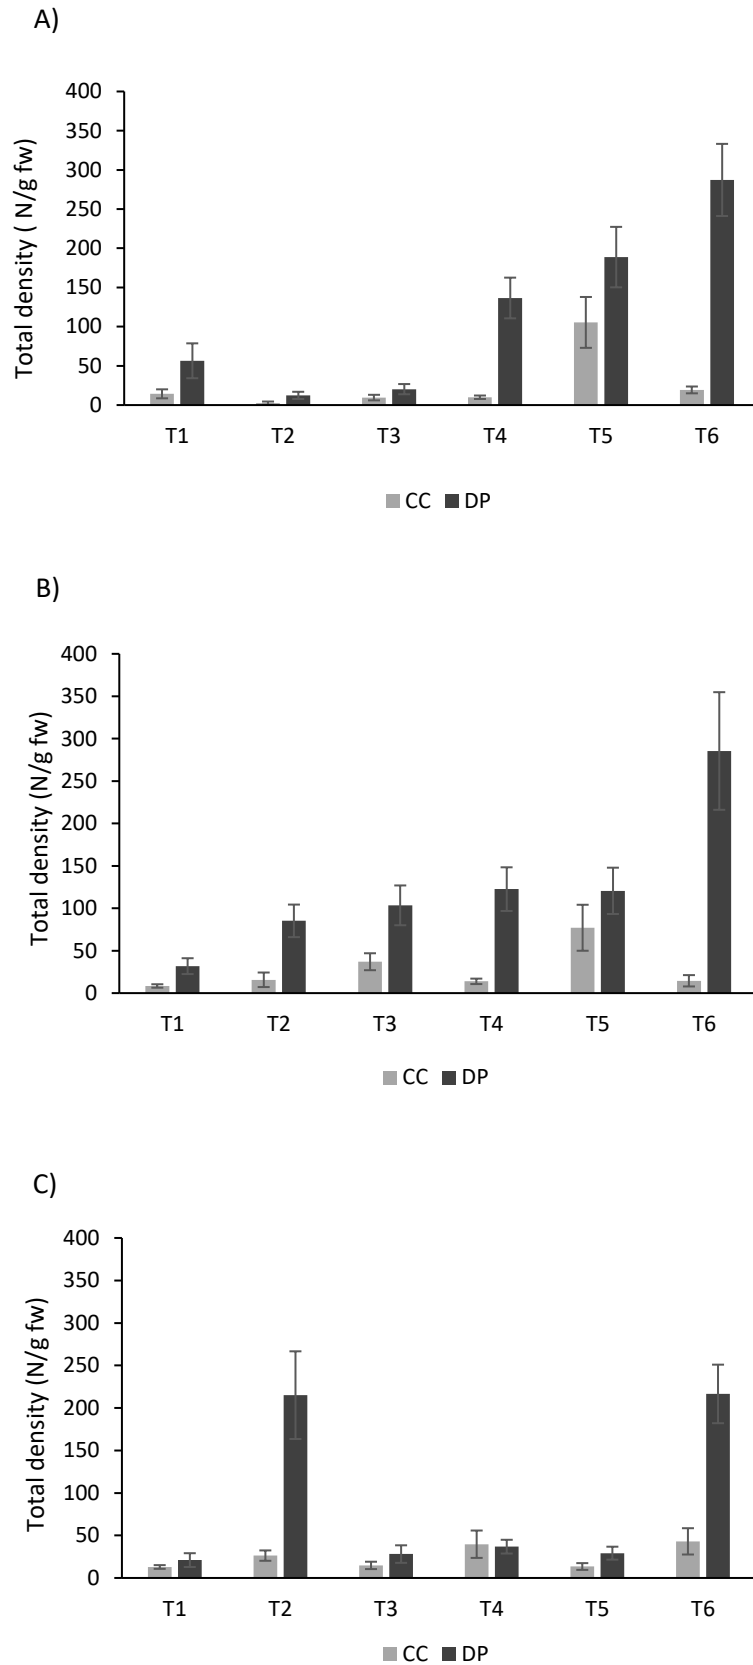 A)
Total density ( N/g fw)
400
350
300
250
200
150
100
50
0
T1 T2 T3 T4 T5 T6
CC DP
B)
Total density (N/g fw)
400
350
300
250
200
150
100
50
0
T1 T2 T3 T4 T5 T6
CC DP
C)
Total density (N/g fw)
400
350
300
250
200
150
100
50
0
T1 T2 T3 T4 T5 T6
CC DP